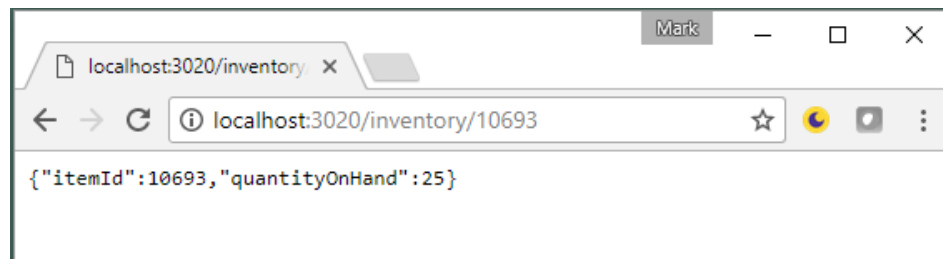 Mark
localhost:3020/inventory/
localhost:3020/inventory/10693
{"itemId":10693,"quantityOnHand":25}